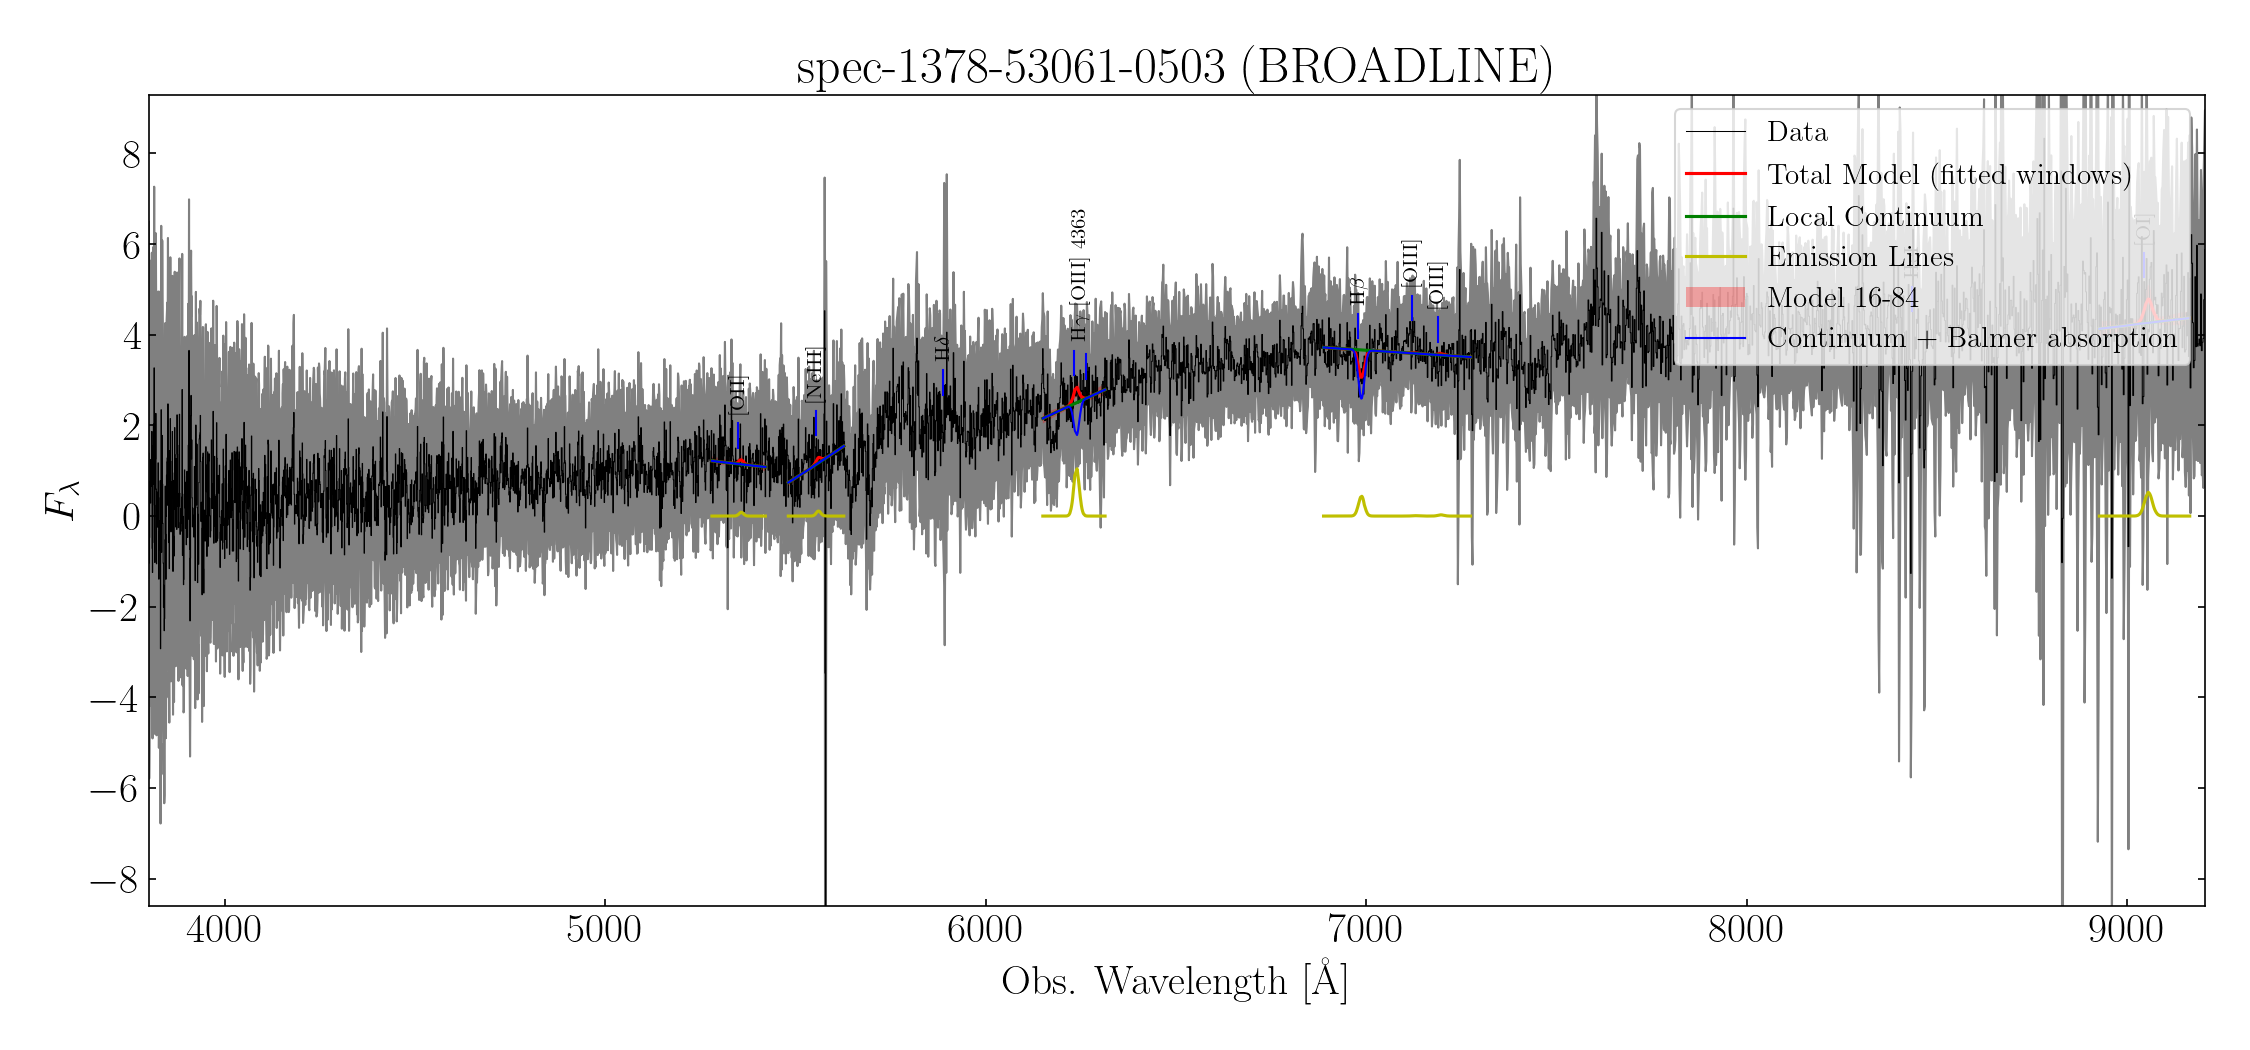 spec-1378-53061-0503 (BROADLINE)
Data
Total Model (fitted windows)
Local Continuum
Emission Lines
Model 16-84
Continuum + Balmer absorption
[OII]
[NeIII]
Hδ
Hγ
[OIII] 4363
Hβ
[OIII]
[OIII]
[OI]
8
6
4
2
0
−2
−4
−6
−8
Fλ
4000 5000 6000 7000 8000 9000
Obs. Wavelength [Å]